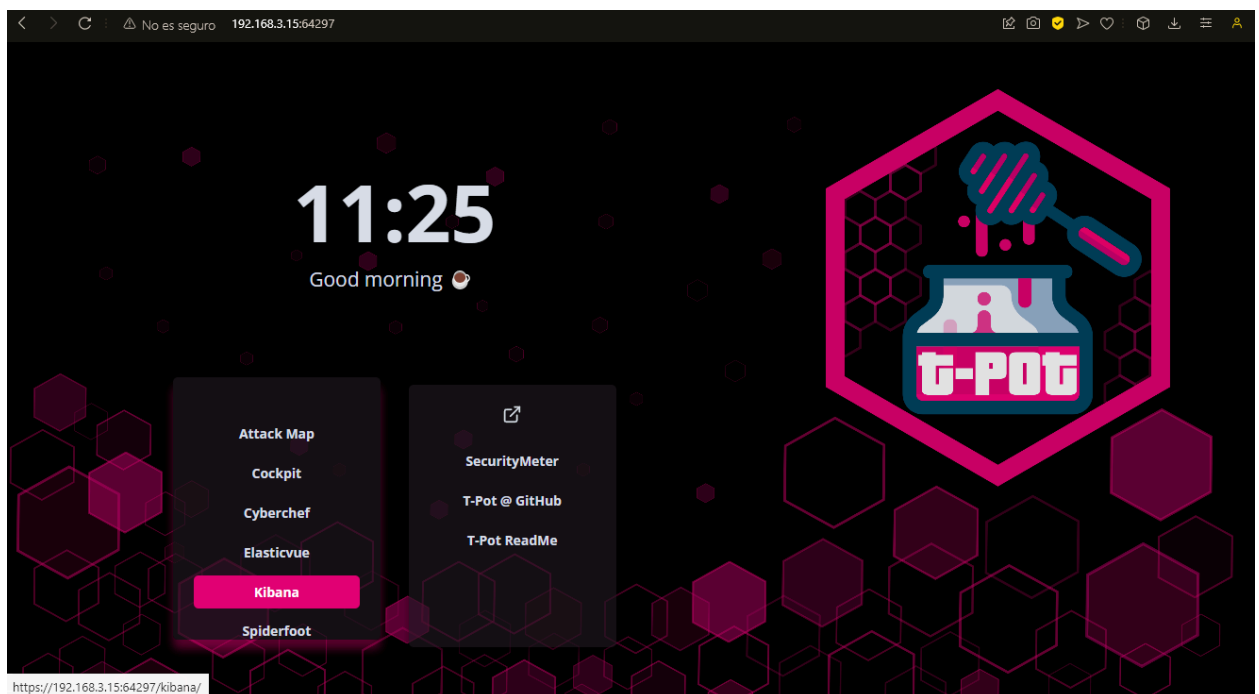 No es seguro 192.168.3.15:64297
11:25
Good morning
Attack Map
Cockpit
Cyberchef
Elasticvue
Kibana
Spiderfoot
SecurityMeter
T-Pot @ GitHub
T-Pot ReadMe
t-POt
https://192.168.3.15:64297/kibana/